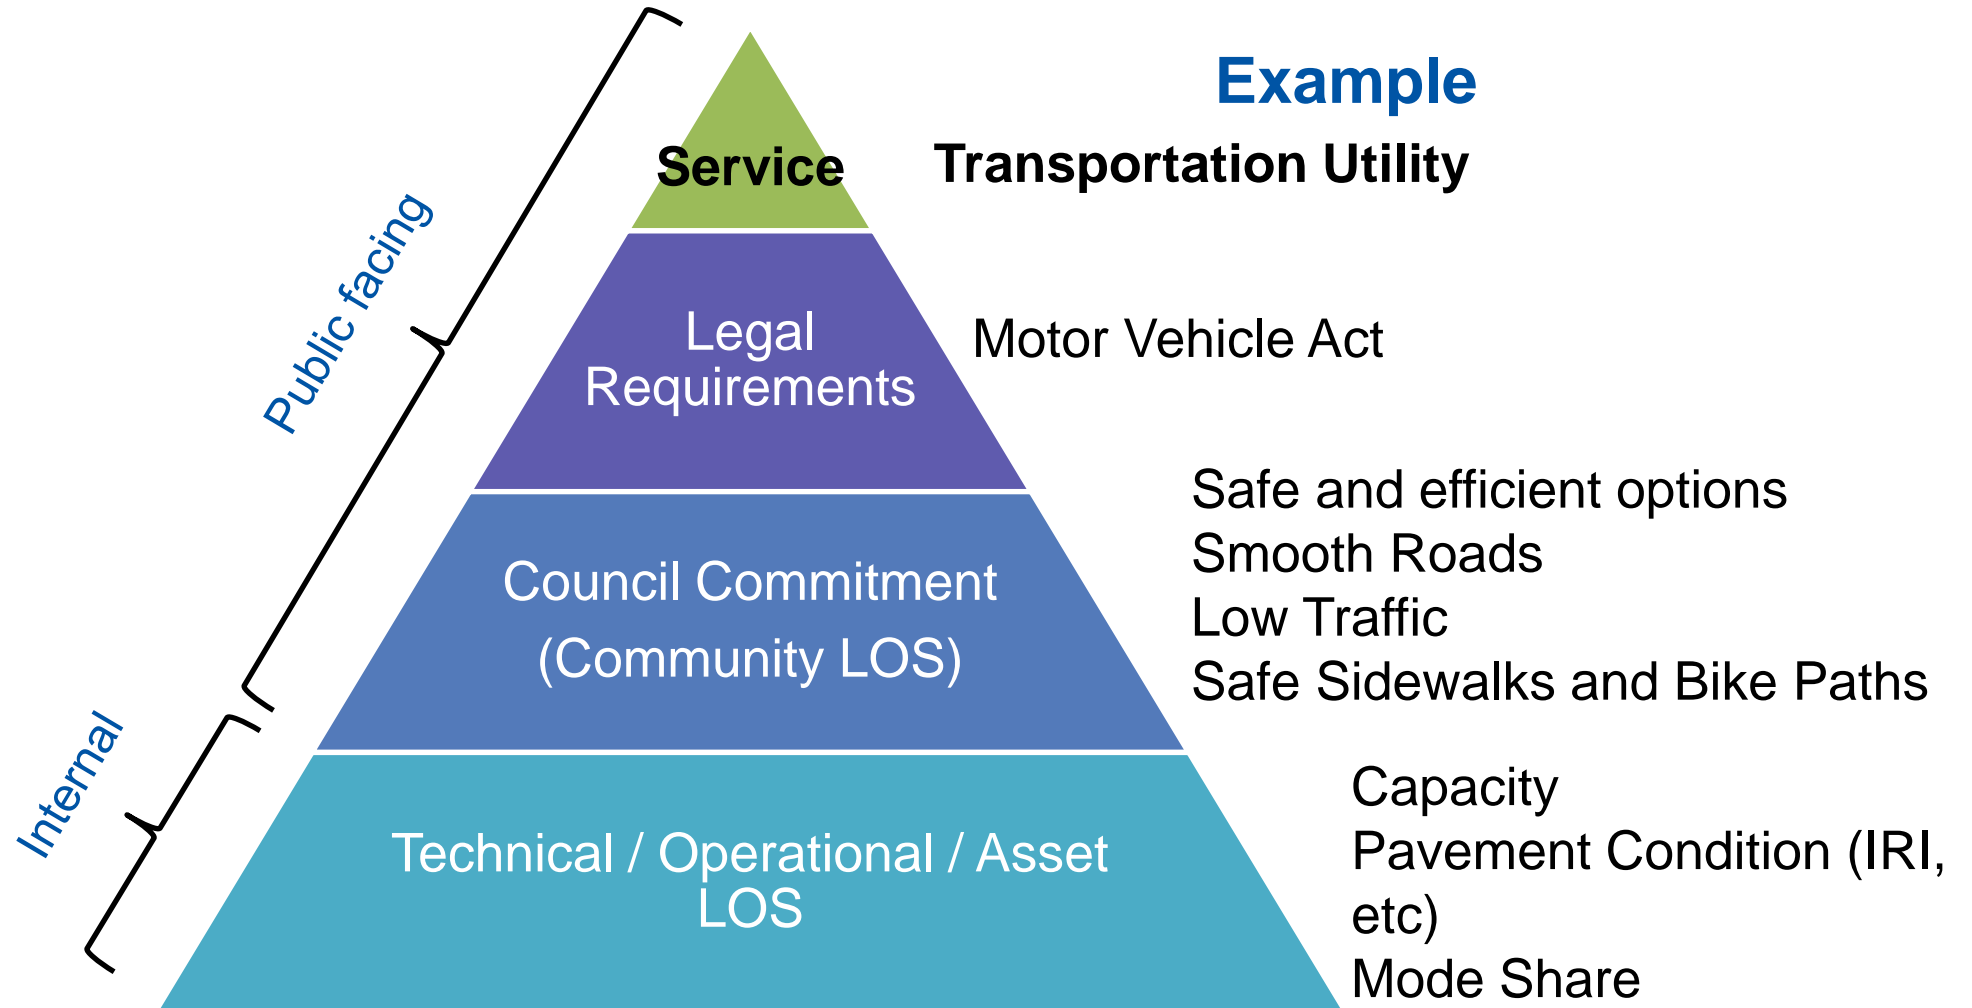 Example
Service
Transportation Utility
Public facing
Legal
Requirements
Motor Vehicle Act
Council Commitment
(Community LOS)
Safe and efficient options
Smooth Roads
Low Traffic
Safe Sidewalks and Bike Paths
Internal
Technical / Operational / Asset
LOS
Capacity
Pavement Condition (IRI,
etc)
Mode Share